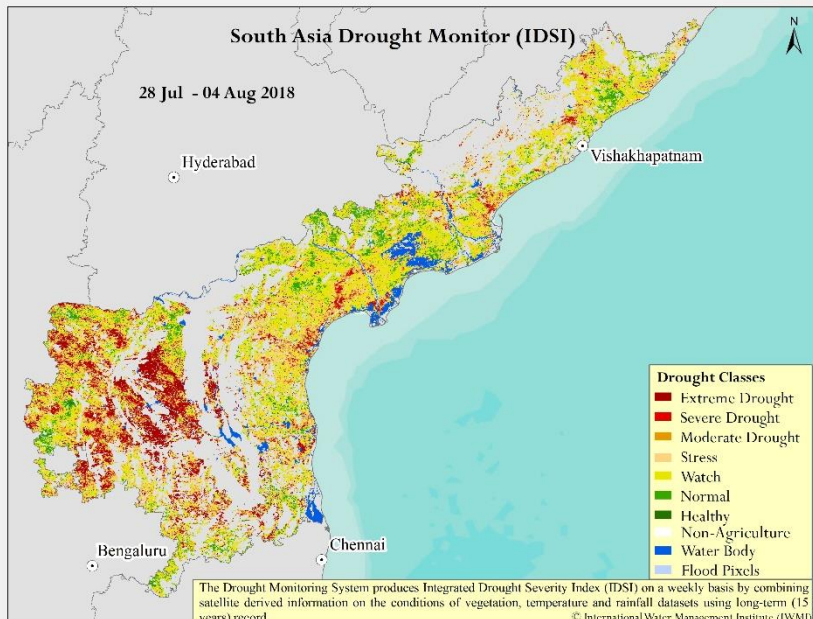 South Asia Drought Monitor (IDSI)
N
28 Jul - 04 Aug 2018
Hyderabad
Vishakhapatnam
Drought Classes
Extreme Drought
Severe Drought
Moderate Drought
Stress
Watch
Normal
Healthy
Non-Agriculture
Water Body
Flood Pixels
Bengaluru
Chennai
The Drought Monitoring System produces Integrated Drought Severity Index (IDSI) on a weekly basis by combining
satellite derived information on the conditions of vegetation, temperature and rainfall datasets using long-term (15
years) record
© International Water Management Institute (IWMI)